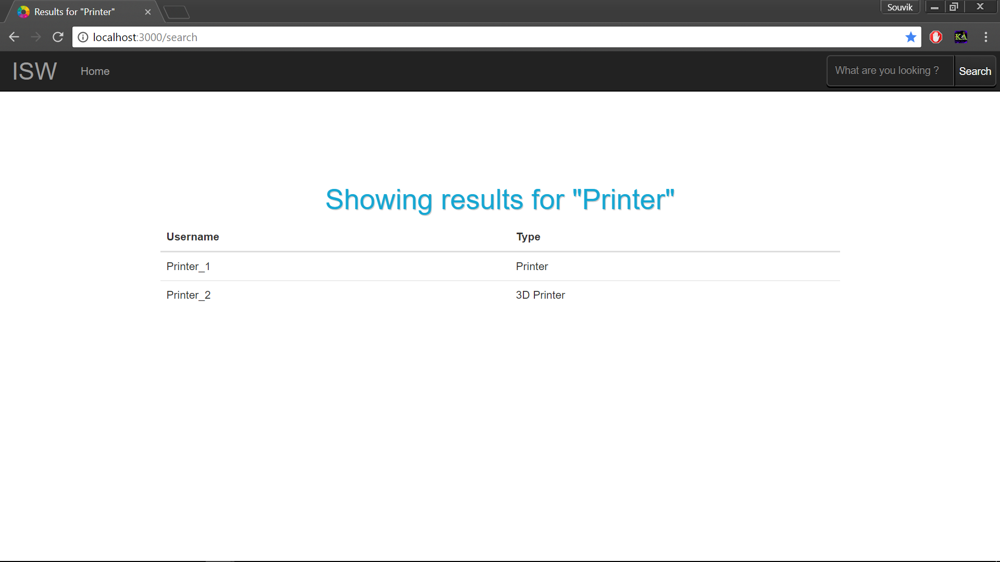 Results for "Printer"
Souvik
localhost:3000/search
KA
ISW Home What are you looking ? Search
Showing results for "Printer"
Username Type
Printer_1 Printer
Printer_2 3D Printer